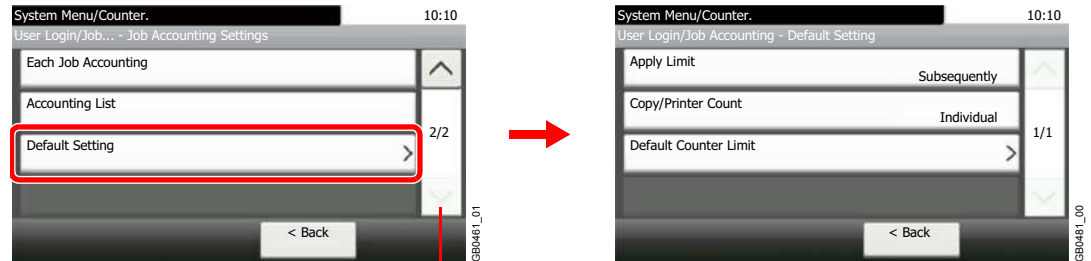 System Menu/Counter.
10:10
User Login/Job... - Job Accounting Settings
Each Job Accounting
Accounting List
2/2
Default Setting
< Back
GB0461_01
System Menu/Counter.
10:10
User Login/Job Accounting - Default Setting
Apply Limit
Subsequently
Copy/Printer Count
Individual
1/1
Default Counter Limit
< Back
GB0481_00